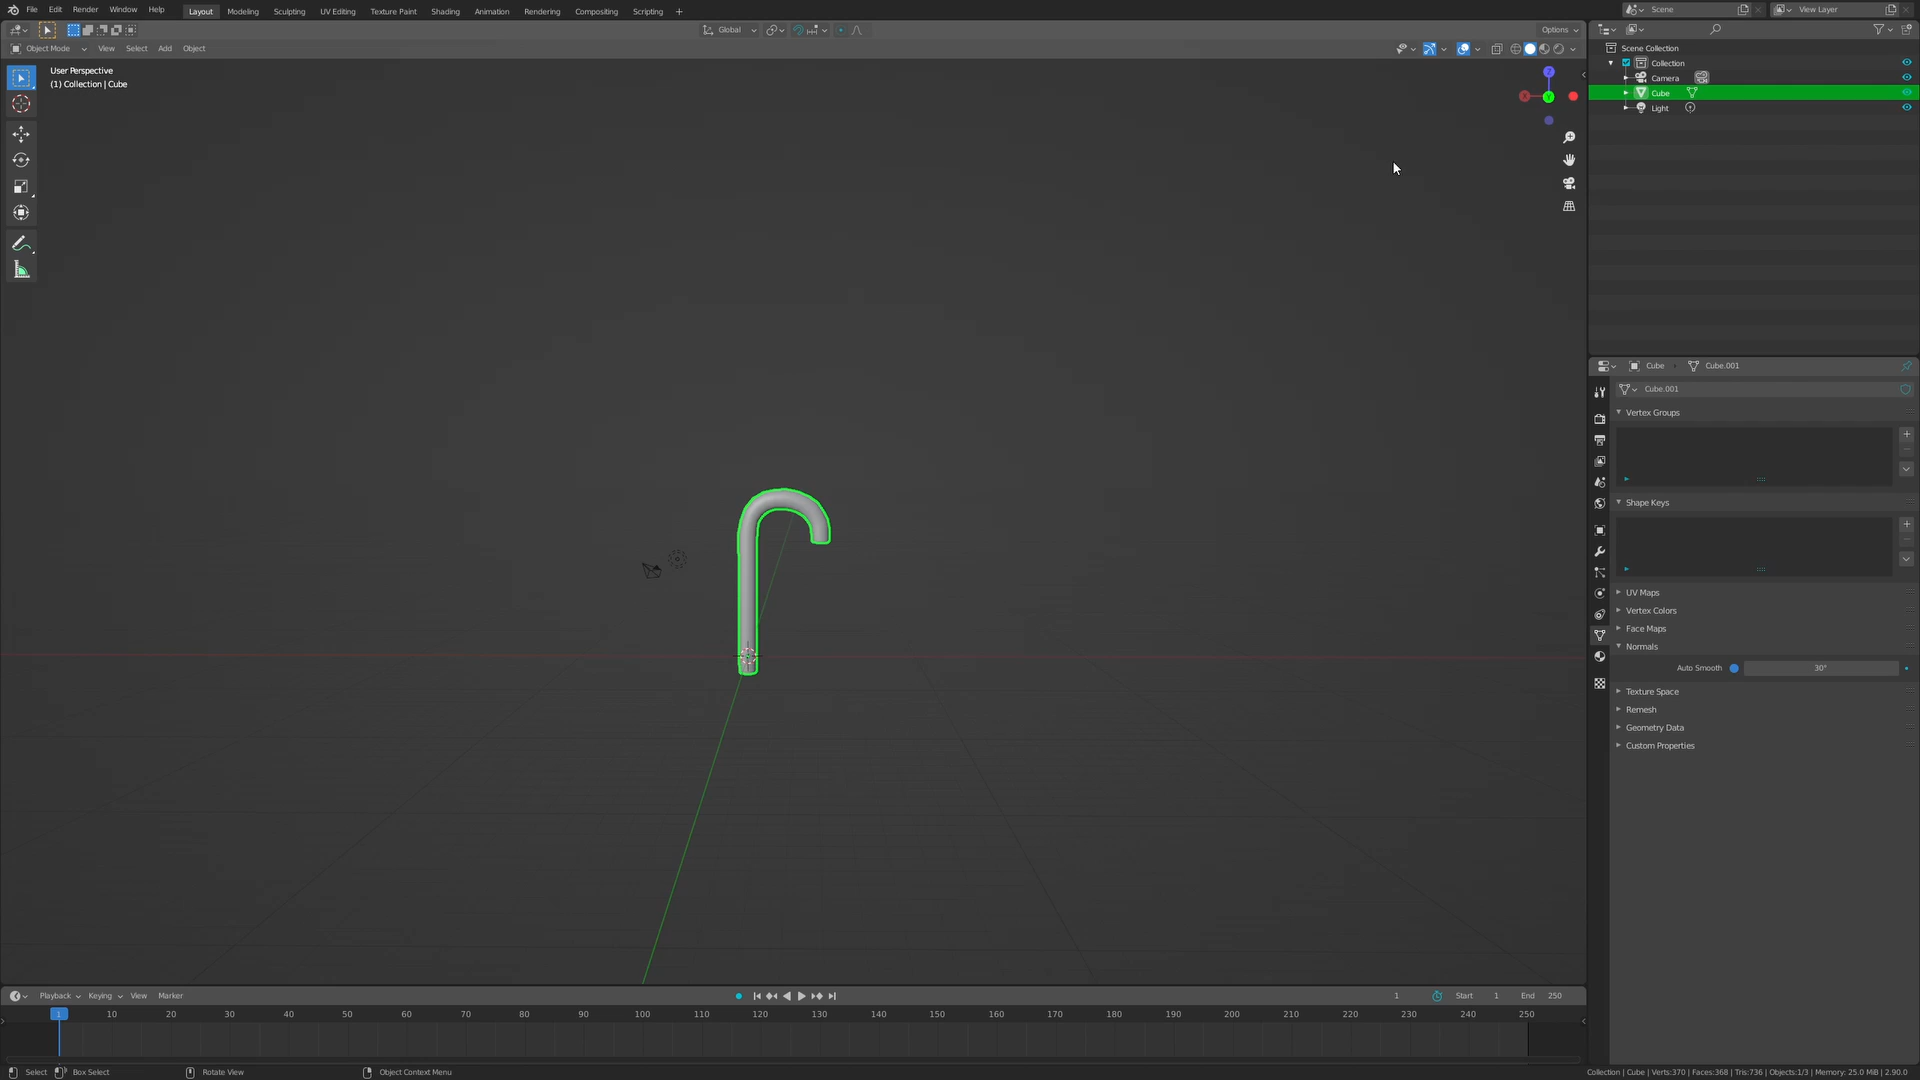 File Edit Render Window Help Layout Modeling Sculpting UV Editing Texture Paint Shading Animation Rendering Compositing Scripting + Scene View Layer
Global Options
Object Mode View Select Add Object
User Perspective
(1) Collection | Cube
Z
Y
X
Scene Collection
Collection
Camera
Cube
Light
Cube Cube.001
Cube.001
Vertex Groups
Shape Keys
UV Maps
Vertex Colors
Face Maps
Normals
Auto Smooth 30°
Texture Space
Remesh
Geometry Data
Custom Properties
Playback Keying View Marker 1 Start 1 End 250
1 10 20 30 40 50 60 70 80 90 100 110 120 130 140 150 160 170 180 190 200 210 220 230 240 250
Select Box Select Rotate View Object Context Menu Collection | Cube | Verts:370 | Faces:368 | Tris:736 | Objects:1/3 | Memory: 25.0 MiB | 2.90.0